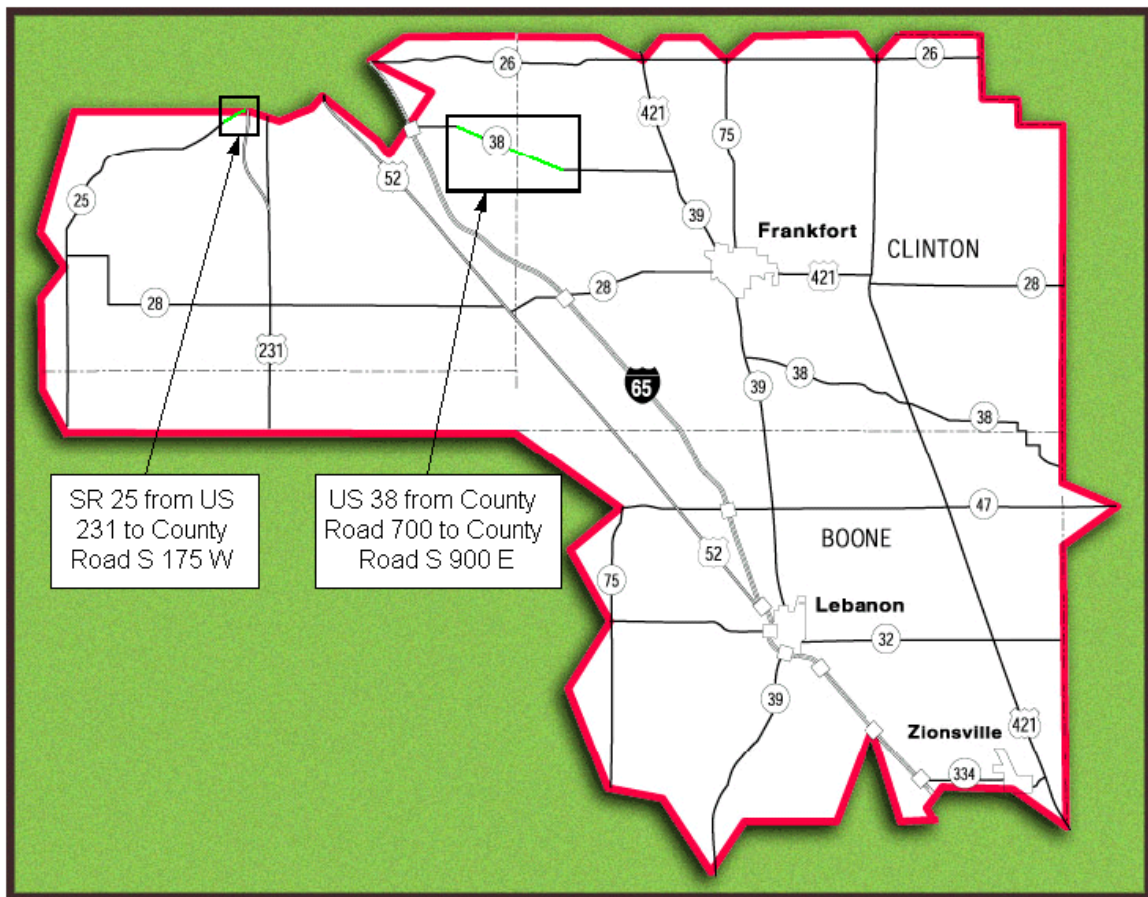 26
26
421
75
38
52
25
39
Frankfort
CLINTON
421
28
28
28
231
65
39
38
38
SR 25 from US
231 to County
Road S 175 W
US 38 from County
Road 700 to County
Road S 900 E
47
BOONE
52
75
Lebanon
32
39
421
Zionsville
334